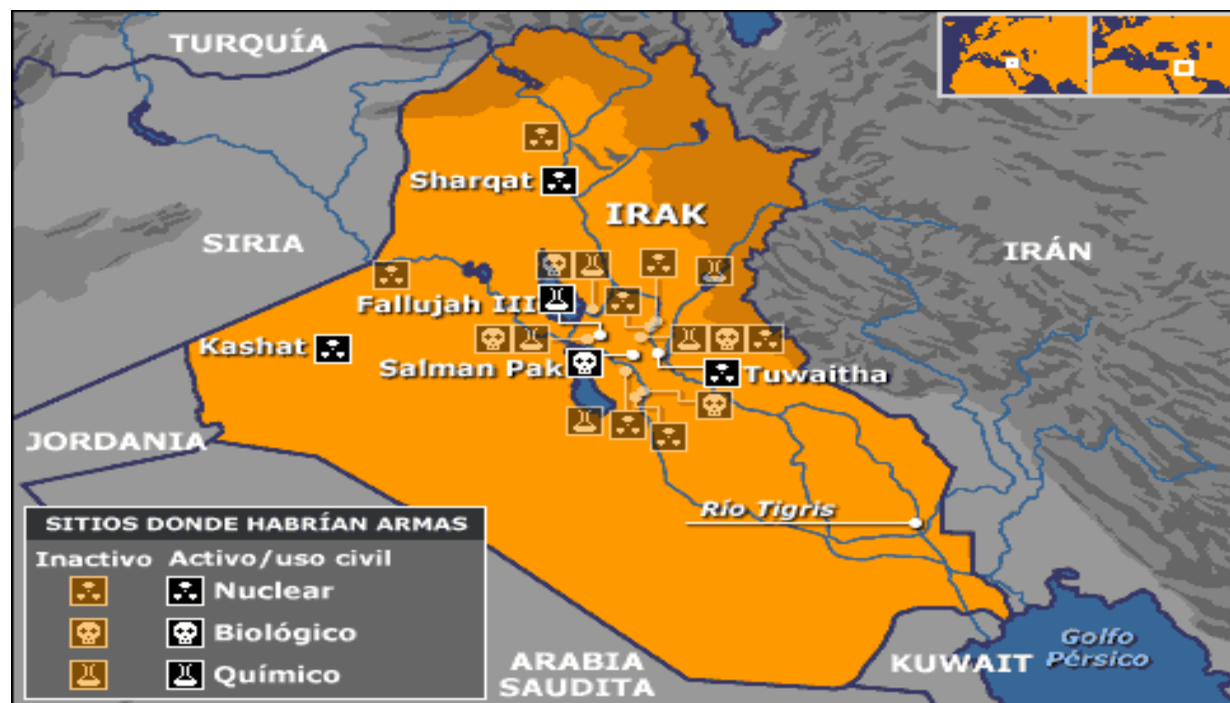 TURQUÍA
Sharqat
IRAK
SIRIA
IRÁN
Fallujah III
Kashat
Salman Pak
Tuwaitha
JORDANIA
Río Tigris
SITIOS DONDE HABRÍAN ARMAS
Inactivo Activo/uso civil
Nuclear
Biológico
Químico
Golfo
Pérsico
KUWAIT
ARABIA
SAUDITA